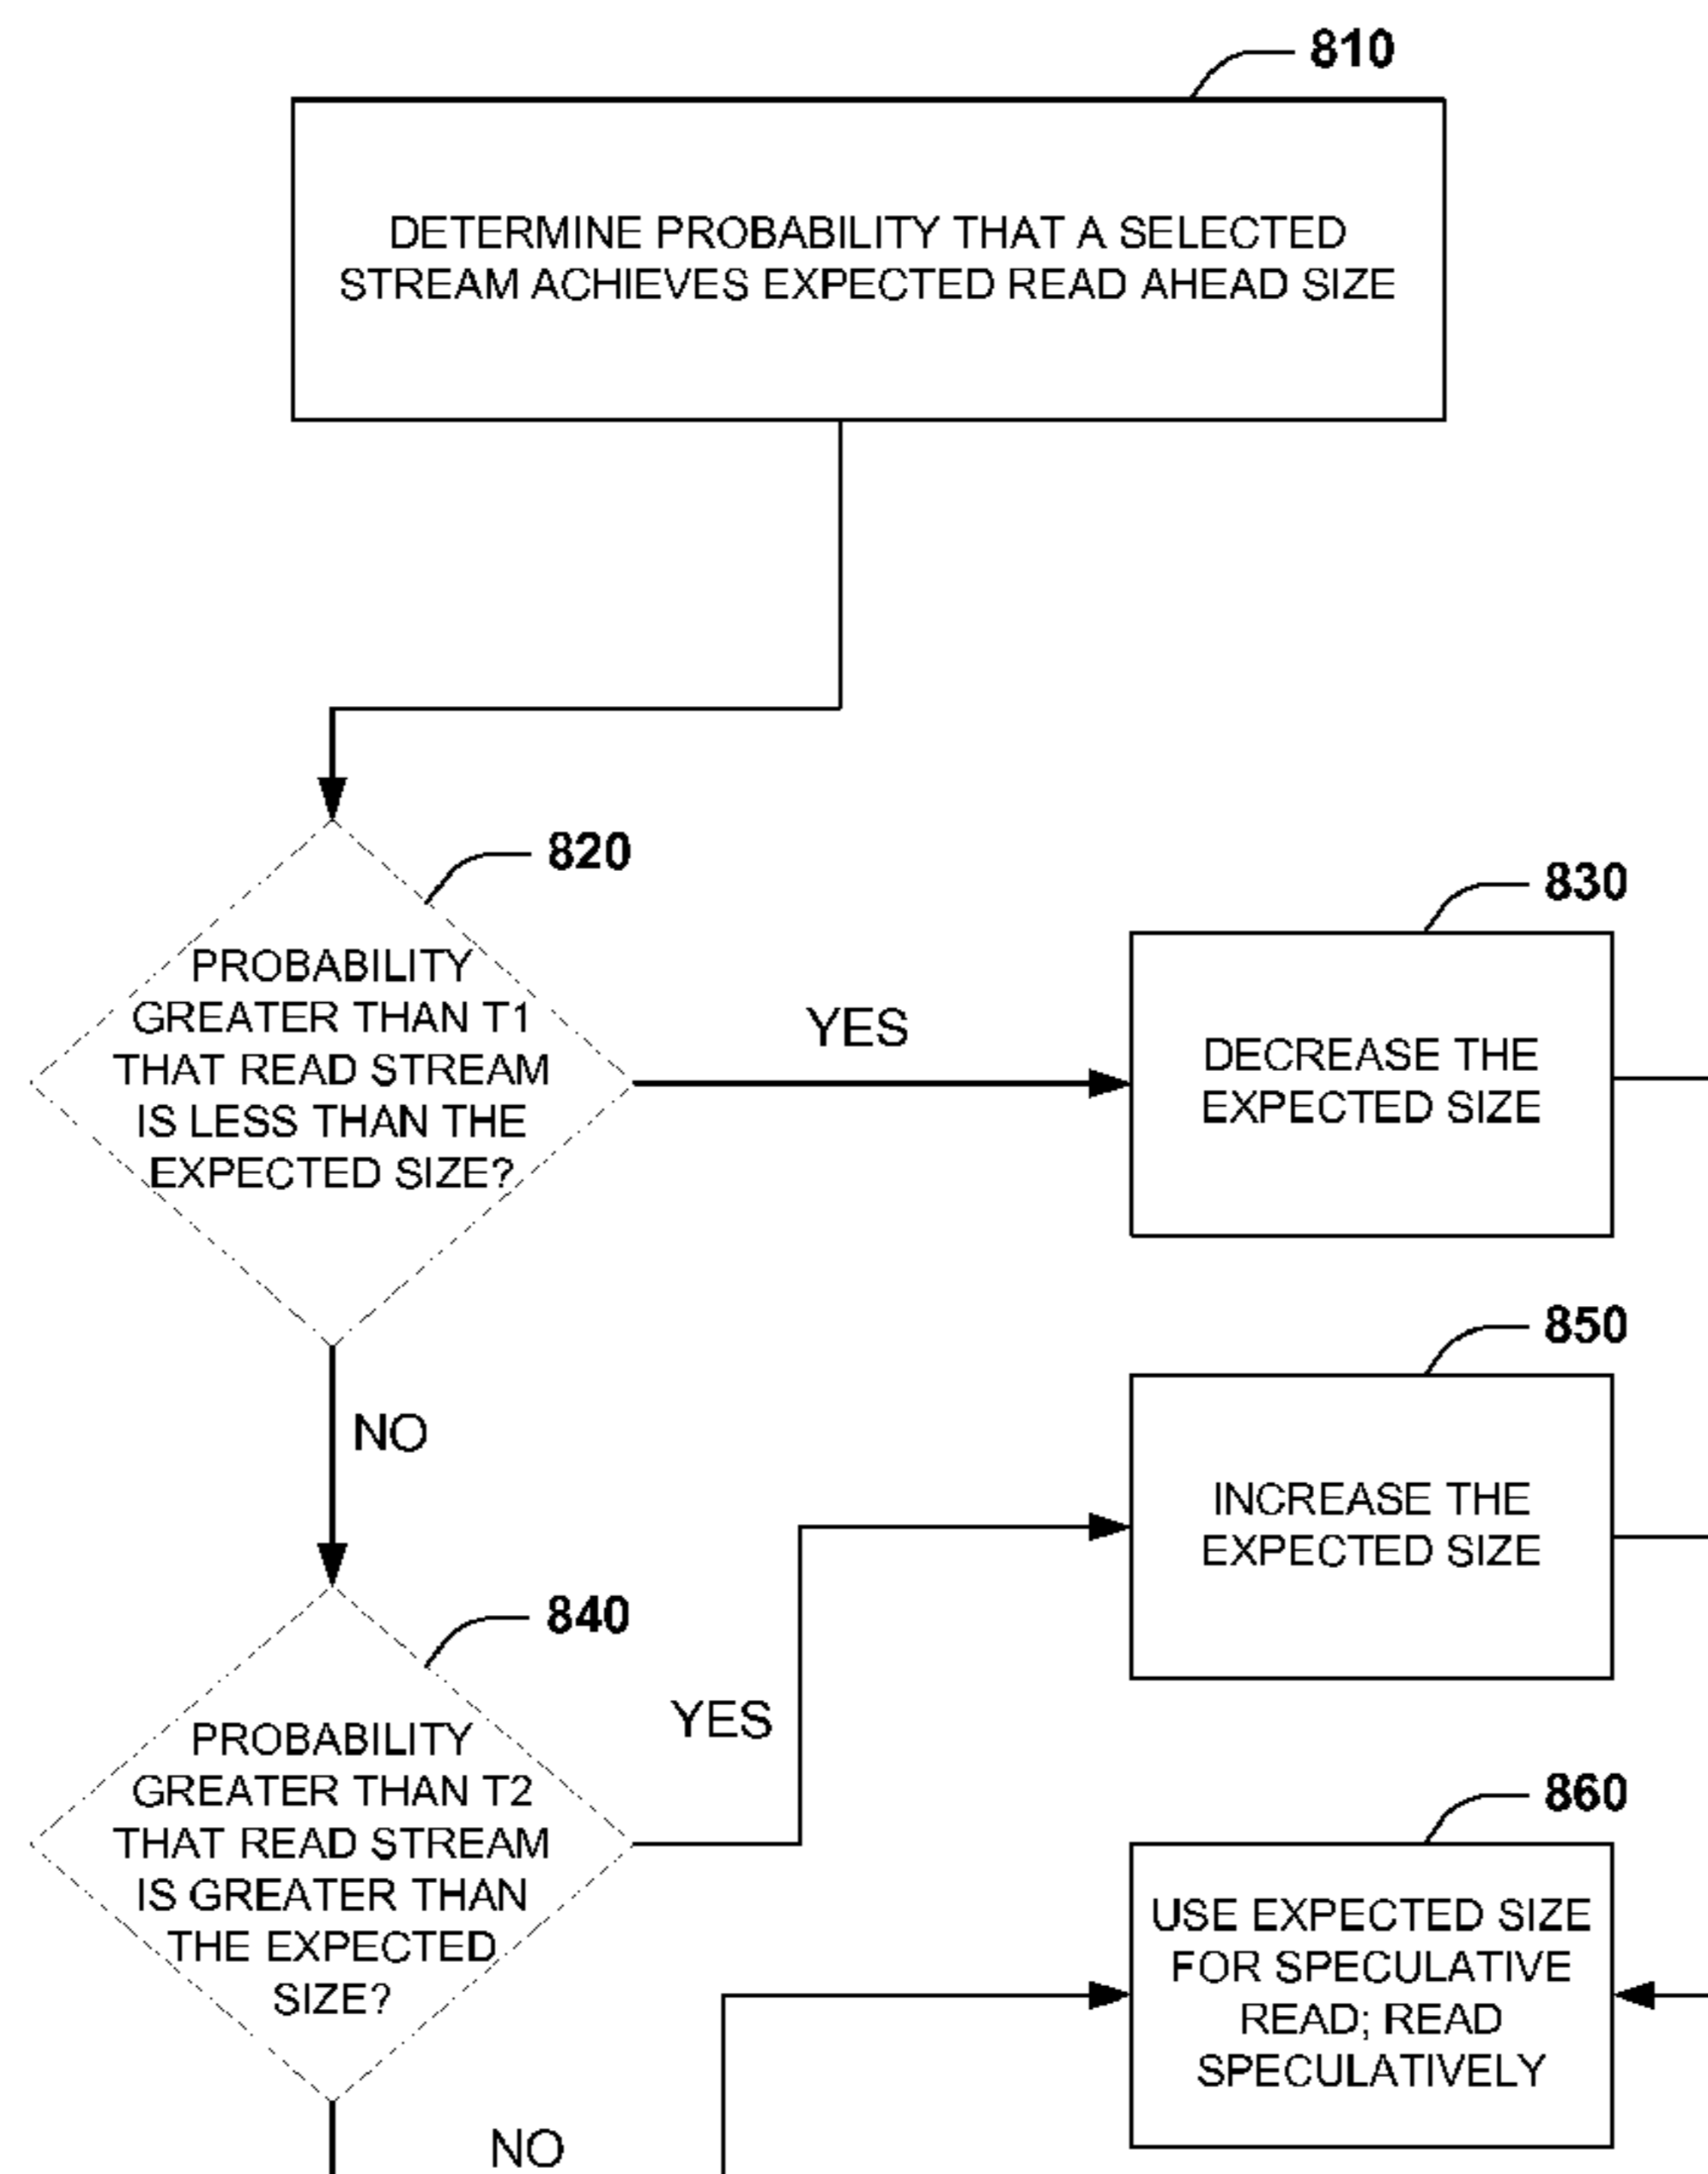 810
DETERMINE PROBABILITY THAT A SELECTED
STREAM ACHIEVES EXPECTED READ AHEAD SIZE
820
PROBABILITY
GREATER THAN T1
THAT READ STREAM
IS LESS THAN THE
EXPECTED SIZE?
YES
830
DECREASE THE
EXPECTED SIZE
NO
850
INCREASE THE
EXPECTED SIZE
840
PROBABILITY
GREATER THAN T2
THAT READ STREAM
IS GREATER THAN
THE EXPECTED
SIZE?
YES
860
USE EXPECTED SIZE
FOR SPECULATIVE
READ; READ
SPECULATIVELY
NO